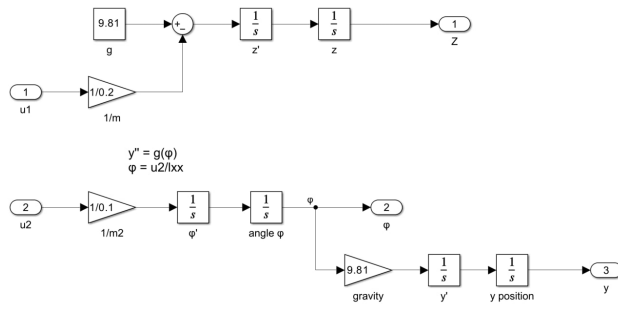 9.81
g
+
−
1
s
z'
1
s
z
1
Z
1
u1
1/0.2
1/m
y'' = g(φ)
φ = u2/Ixx
2
u2
1/0.1
1/m2
1
s
φ'
1
s
angle φ
φ
2
φ
9.81
gravity
1
s
y'
1
s
y position
3
y